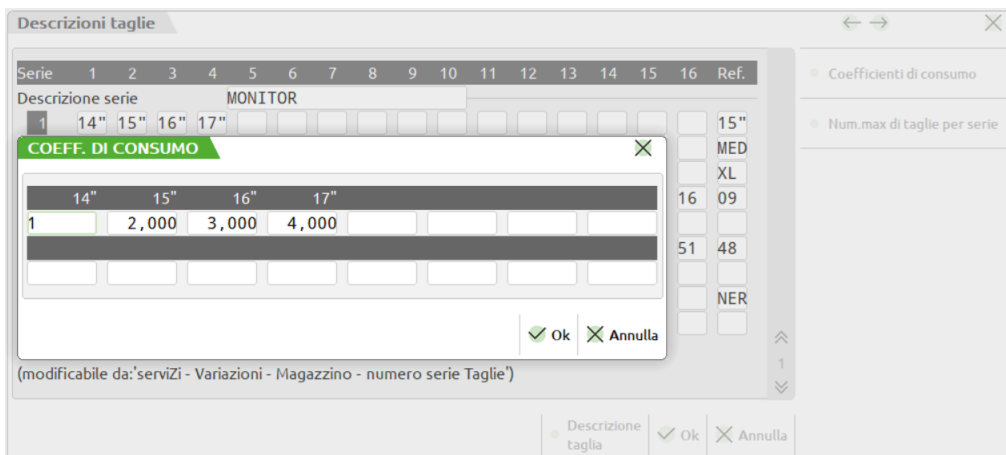 Descrizioni taglie
Serie 1 2 3 4 5 6 7 8 9 10 11 12 13 14 15 16 Ref.
Descrizione serie MONITOR
1 14" 15" 16" 17" 15"
COEFF. DI CONSUMO
MED
XL
14" 15" 16" 17"
16 09
1 2,000 3,000 4,000
51 48
NER
Ok Annulla
(modificabile da:'serviZi - Variazioni - Magazzino - numero serie Taglie')
1
Descrizione taglia Ok Annulla
Coefficienti di consumo
Num.max di taglie per serie